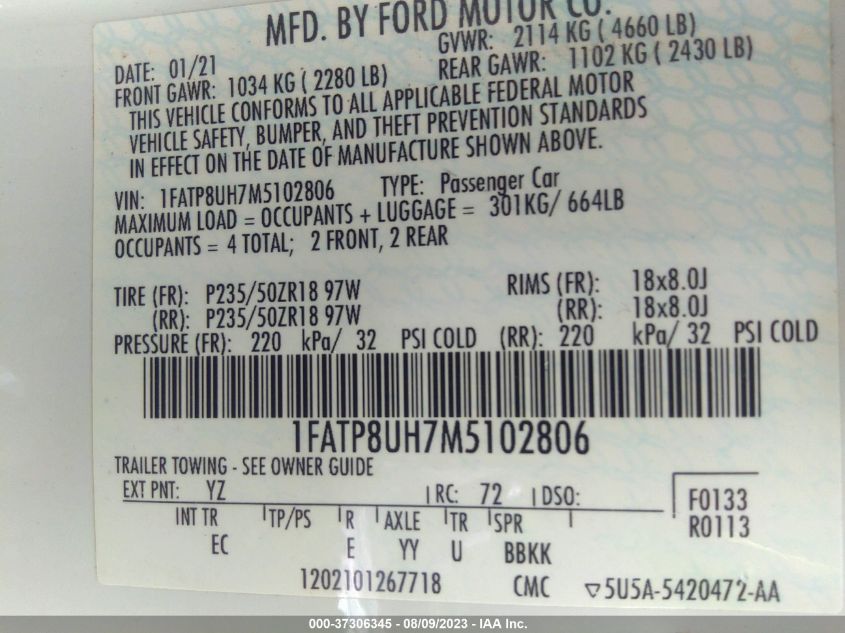 MFD. BY FORD MOTOR CO.
DATE: 01/21 GVWR: 2114 KG ( 4660 LB)
FRONT GAWR: 1034 KG ( 2280 LB) REAR GAWR: 1102 KG ( 2430 LB)
THIS VEHICLE CONFORMS TO ALL APPLICABLE FEDERAL MOTOR
VEHICLE SAFETY, BUMPER, AND THEFT PREVENTION STANDARDS
IN EFFECT ON THE DATE OF MANUFACTURE SHOWN ABOVE.
VIN: 1FATP8UH7M5102806 TYPE: Passenger Car
MAXIMUM LOAD = OCCUPANTS + LUGGAGE = 301KG/ 664LB
OCCUPANTS = 4 TOTAL; 2 FRONT, 2 REAR
TIRE (FR): P235/50ZR18 97W RIMS (FR): 18x8.0J
(RR): P235/50ZR18 97W (RR): 18x8.0J
PRESSURE (FR): 220 kPa/ 32 PSI COLD (RR): 220 kPa/ 32 PSI COLD
1FATP8UH7M5102806
TRAILER TOWING - SEE OWNER GUIDE
EXT PNT: YZ RC: 72 DSO: F0133
INT TR TP/PS R AXLE TR SPR R0113
EC E YY U BBKK
1202101267718 CMC ▽5U5A-5420472-AA
000-37306345 - 08/09/2023 - IAA Inc.